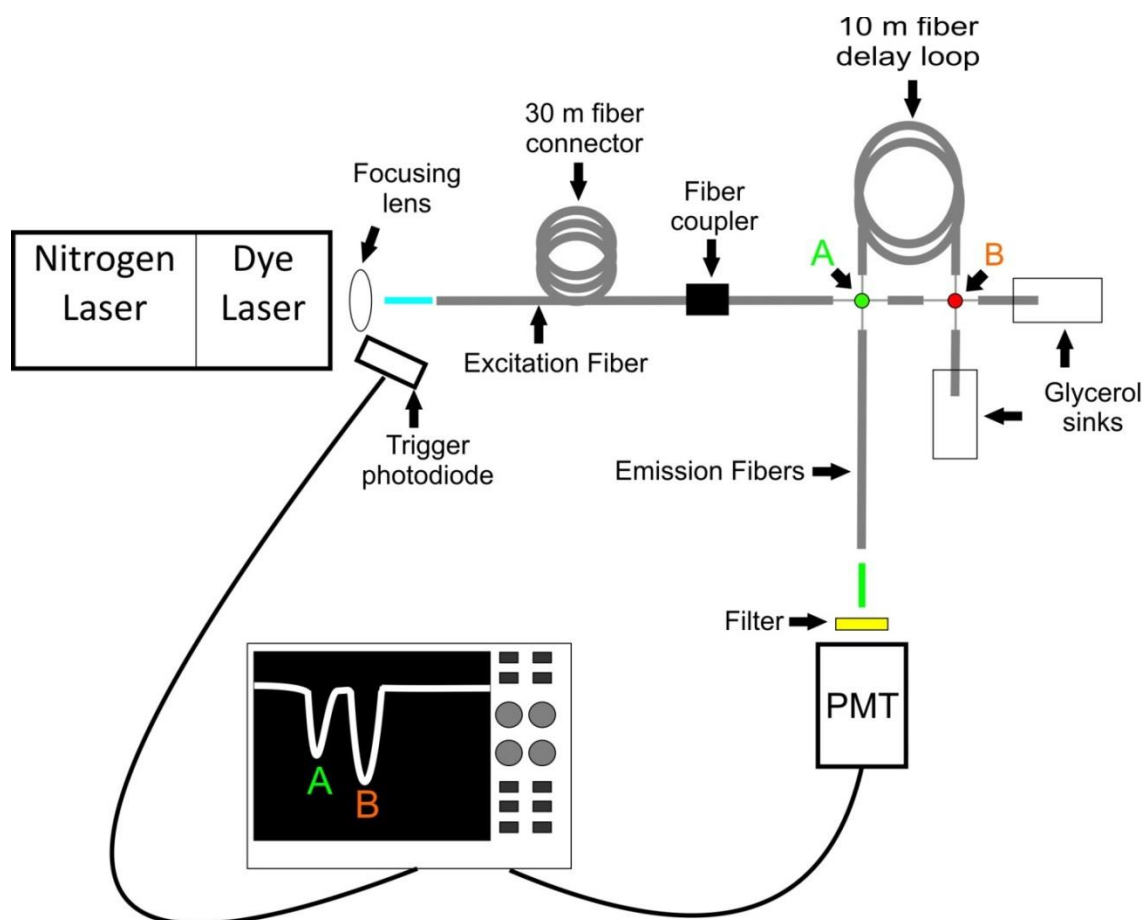 10 m fiber
delay loop
30 m fiber
connector
Focusing
lens
Fiber
coupler
Nitrogen
Laser
Dye
Laser
A
B
Excitation Fiber
Trigger
photodiode
Glycerol
sinks
Emission Fibers
Filter
PMT
A
B